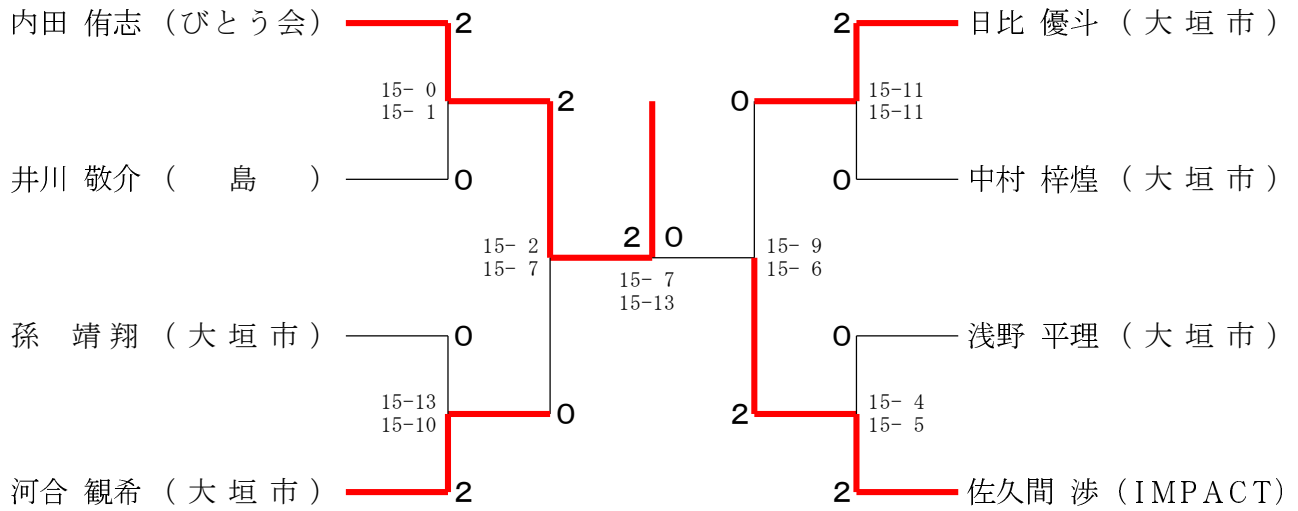 内田 侑志 (びとう会) 2 2 日比 優斗 (大垣市)
15- 0 15-11
15- 1 2 0 15-11
井川 敬介 (島) 0 0 中村 梓煌 (大垣市)
15- 2 2 0 15- 9
15- 7 15- 7 15- 6
15-13
孫 靖翔 (大垣市) 0 0 浅野 平理 (大垣市)
15-13 15- 4
15-10 0 2 15- 5
河合 観希 (大垣市) 2 2 佐久間 渉 (IMPACT)